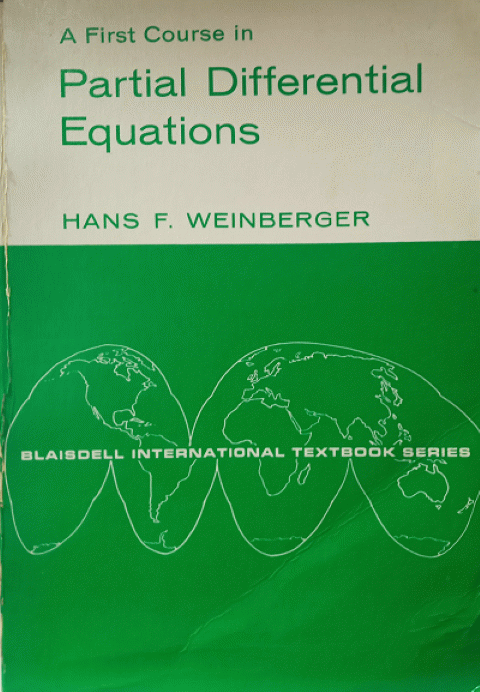 A First Course in
Partial Differential
Equations
HANS F. WEINBERGER
BLAISDELL INTERNATIONAL TEXTBOOK SERIES